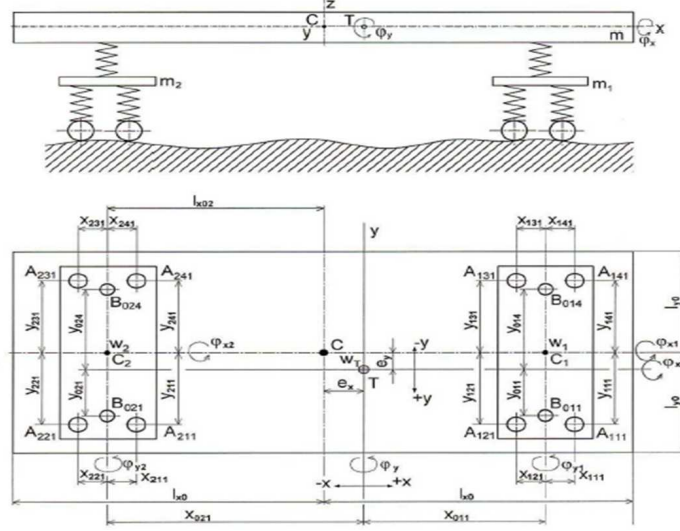 z
C T
y φy m φx x
m2 m1
lx02
x231 x241 x131 x141
y
A231 A241 A131 A141
B024 B014
y231 y024 y241 y131 y014 y141 ly0
w2 φx2 C w1 φx1
C2 wT ey -y C1 φx
T
ex +y
y221 y021 y211 y121 y011 y111 ly0
B021 B011
A221 A211 A121 A111
φy2 φy φy1
x221 x211 -x +x x121 x111
lx0 lx0
x021 x011